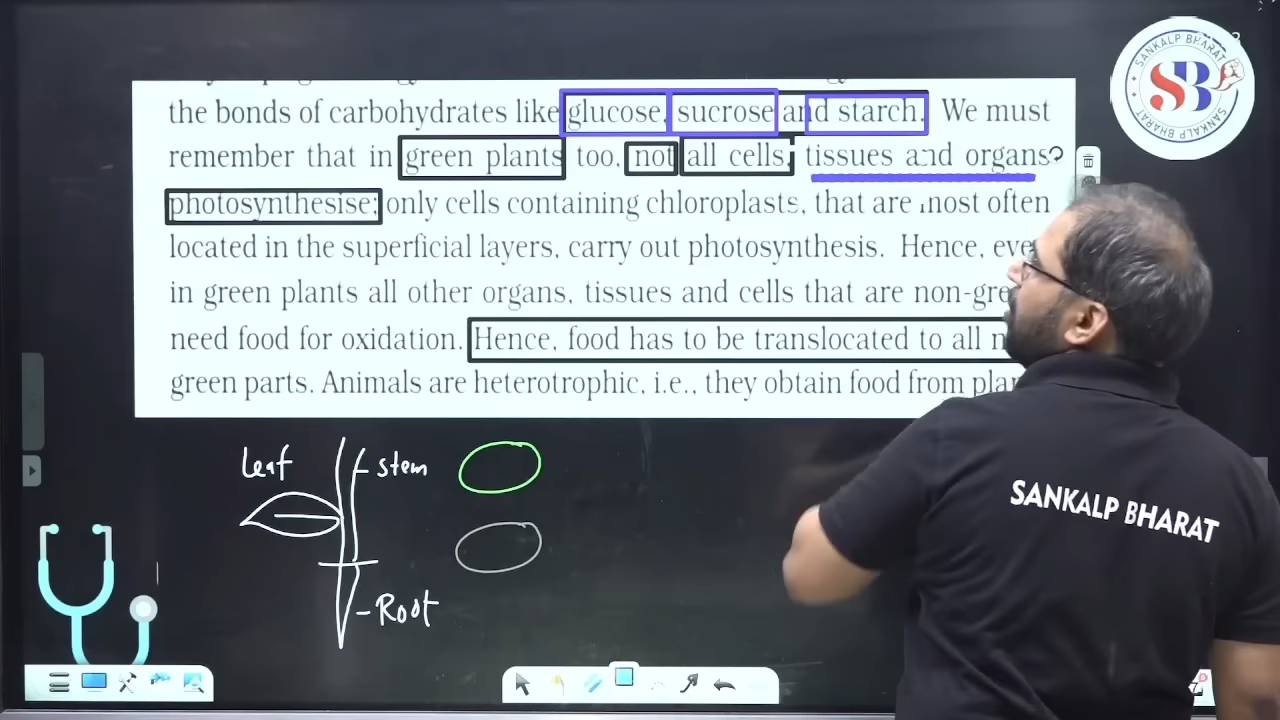 the bonds of carbohydrates like glucose, sucrose and starch. We must
remember that in green plants too, not all cells, tissues and organs
photosynthesise; only cells containing chloroplasts, that are most often
located in the superficial layers, carry out photosynthesis. Hence, even
in green plants all other organs, tissues and cells that are non-green,
need food for oxidation. Hence, food has to be translocated to all
green parts. Animals are heterotrophic, i.e., they obtain food from
SANKALP BHARAT
SB
SANKALP BHARAT
Leaf
stem
Root
SANKALP BHARAT